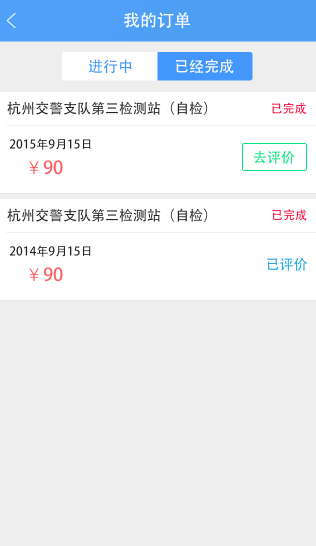 我的订单
进行中 已经完成
杭州交警支队第三检测站（自检） 已完成
2015年9月15日
￥90 去评价
杭州交警支队第三检测站（自检） 已完成
2014年9月15日
￥90 已评价